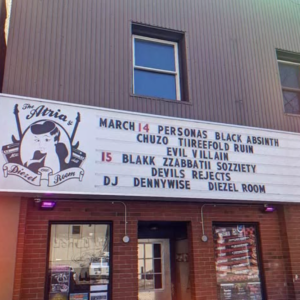 The
Atria &
Diezel Room
MARCH 14 PERSONAS BLACK ABSINTH
CHUZO TIIREEFOLD RUIN
EVIL VILLAIN
15 BLAKK ZZABBATII SOZZIETY
DEVILS REJECTS
DJ DENNYWISE DIEZEL ROOM